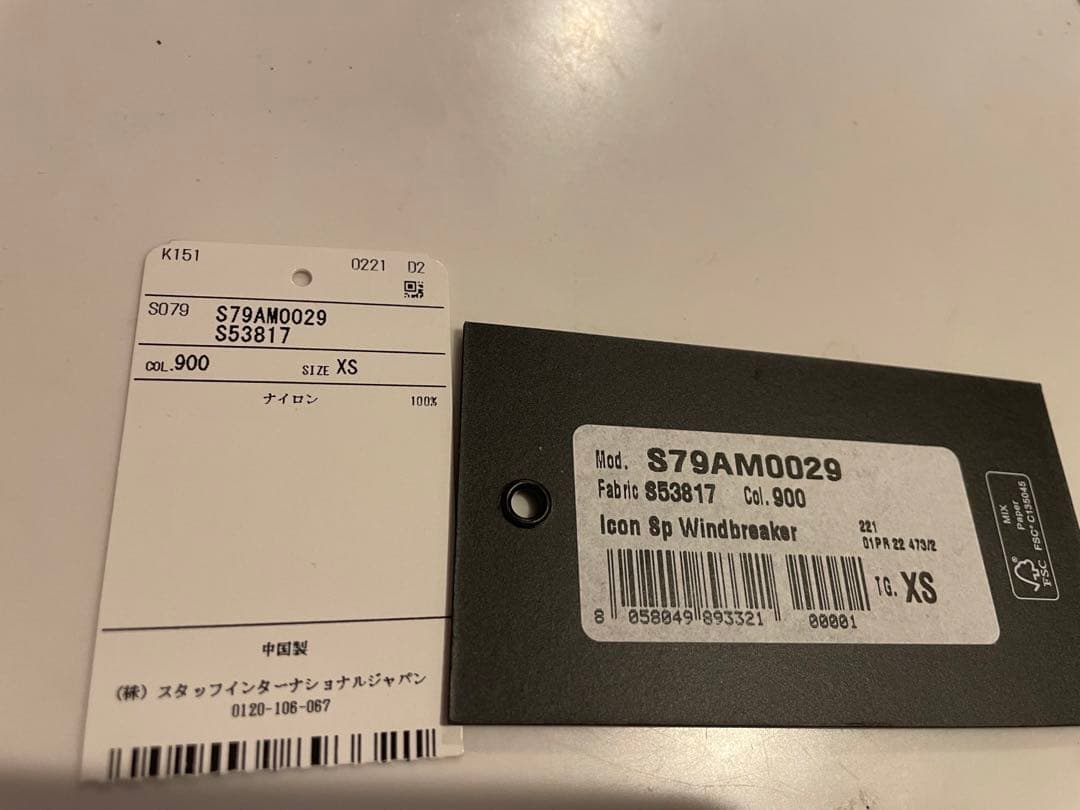 K151
0221 D2
S079 S79AM0029
S53817
COL.900 SIZE XS
ナイロン 100%
中国製
(株) スタッフインターナショナルジャパン
0120-106-067
Mod. S79AM0029
Fabric S53817 Col. 900
Icon Sp Windbreaker
221
01PR 22 473/2
TG. XS
8 058049 893321 00001
MIX
Paper
FSC® C135045
FSC®